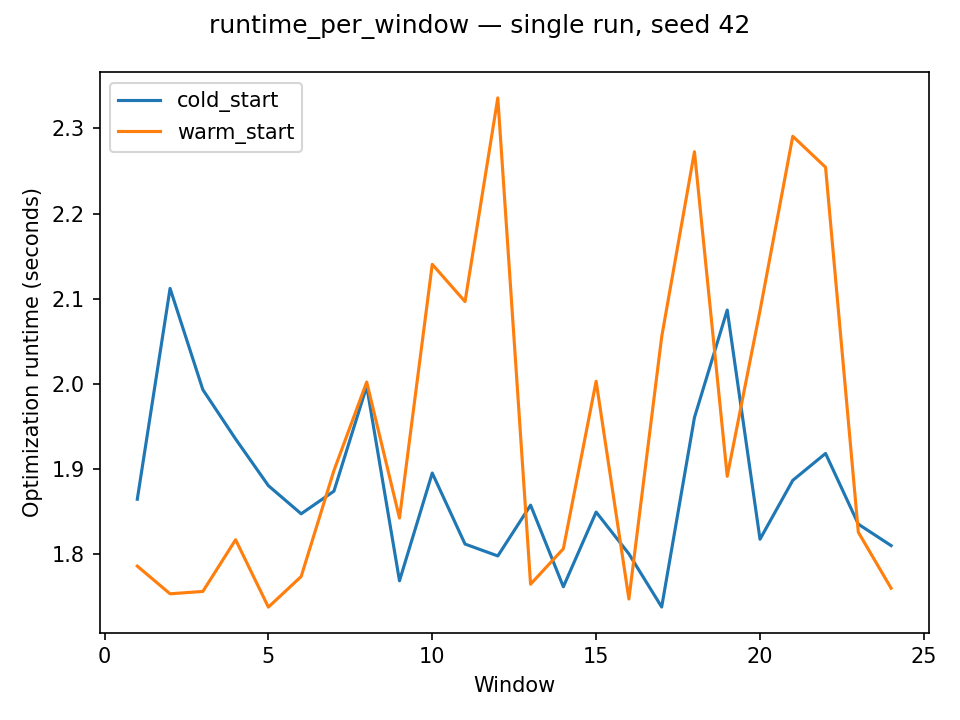 runtime_per_window — single run, seed 42
cold_start
warm_start
Optimization runtime (seconds)
2.3
2.2
2.1
2.0
1.9
1.8
0 5 10 15 20 25
Window